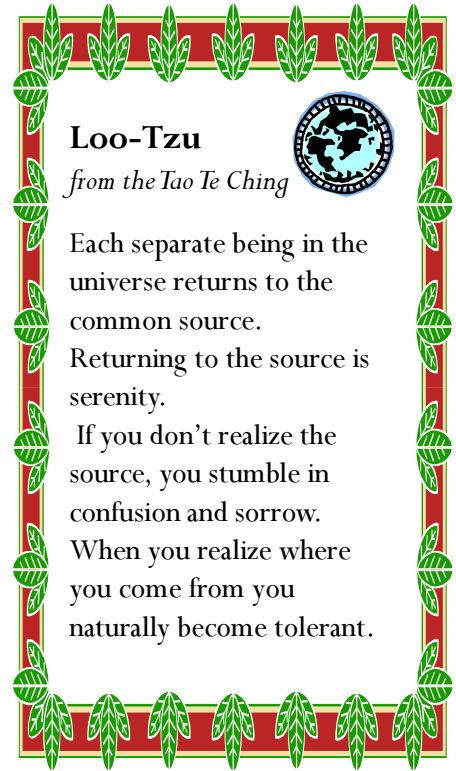 Loo-Tzu
from the Tao Te Ching
Each separate being in the
universe returns to the
common source.
Returning to the source is
serenity.
If you don't realize the
source, you stumble in
confusion and sorrow.
When you realize where
you come from you
naturally become tolerant.